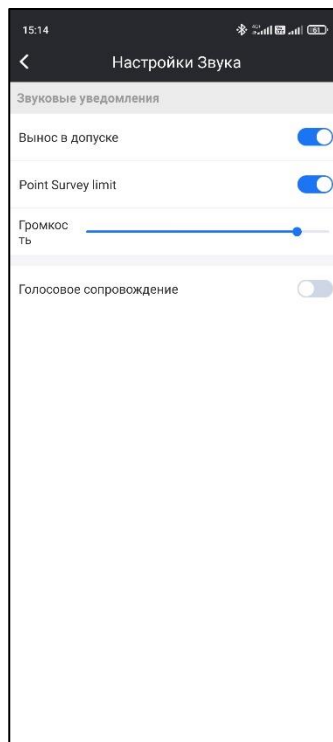 15:14
Настройки Звука
Звуковые уведомления
Вынос в допуске
Point Survey limit
Громкос
ть
Голосовое сопровождение